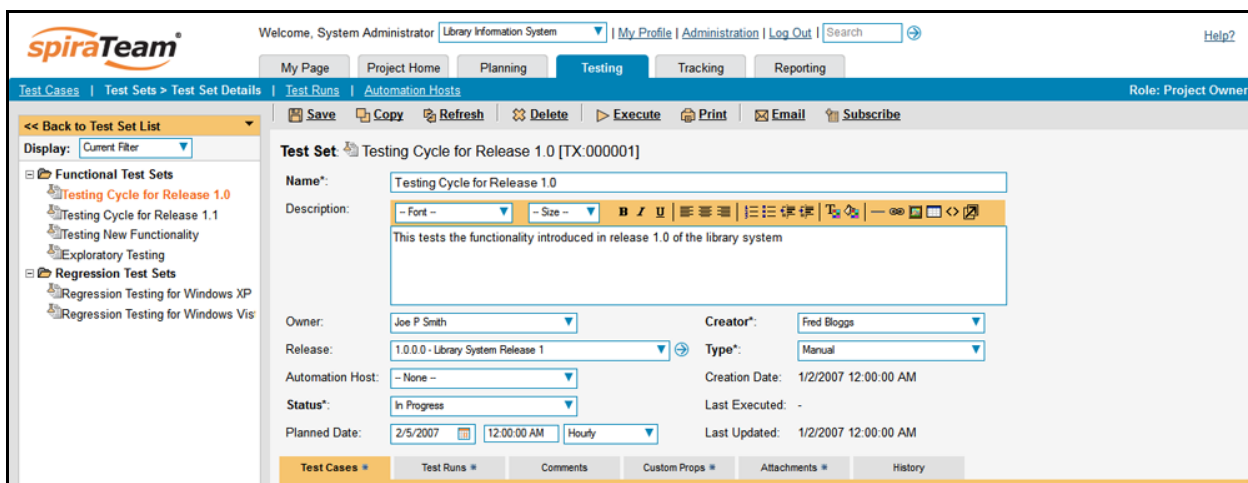 spiraTeam®
Welcome, System Administrator Library Information System | My Profile | Administration | Log Out | Search
Help?
My Page Project Home Planning Testing Tracking Reporting
Test Cases | Test Sets > Test Set Details | Test Runs | Automation Hosts Role: Project Owner
<< Back to Test Set List
Display: Current Filter
Functional Test Sets
Testing Cycle for Release 1.0
Testing Cycle for Release 1.1
Testing New Functionality
Exploratory Testing
Regression Test Sets
Regression Testing for Windows XP
Regression Testing for Windows Vis
Save Copy Refresh Delete Execute Print Email Subscribe
Test Set: Testing Cycle for Release 1.0 [TX:000001]
Name*: Testing Cycle for Release 1.0
Description: -- Font -- -- Size -- B I U
This tests the functionality introduced in release 1.0 of the library system
Owner: Joe P Smith Creator*: Fred Bloggs
Release: 1.0.0.0 - Library System Release 1 Type*: Manual
Automation Host: -- None -- Creation Date: 1/2/2007 12:00:00 AM
Status*: In Progress Last Executed: -
Planned Date: 2/5/2007 12:00:00 AM Hourly Last Updated: 1/2/2007 12:00:00 AM
Test Cases Test Runs Comments Custom Props Attachments History